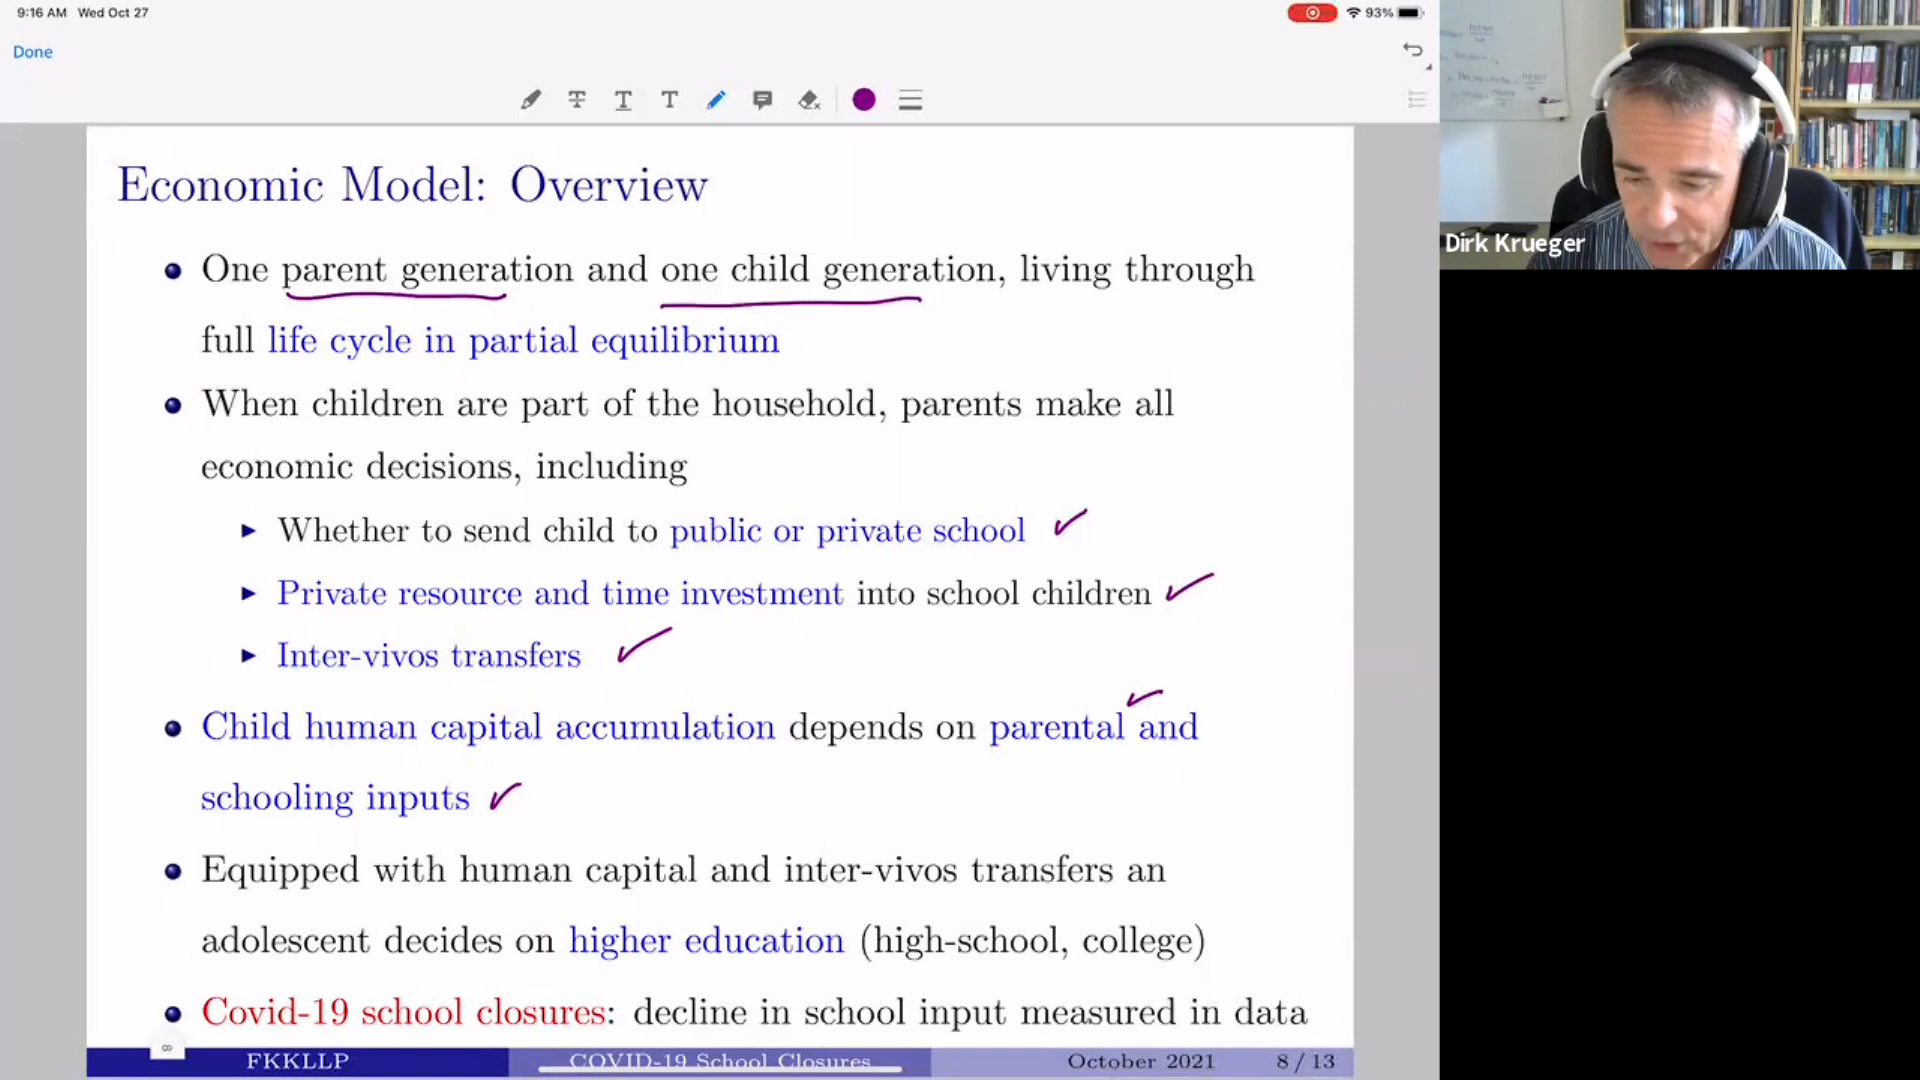 9:16 AM Wed Oct 27
93%
Done
Dirk Krueger
Economic Model: Overview
One parent generation and one child generation, living through
full life cycle in partial equilibrium
When children are part of the household, parents make all
economic decisions, including
Whether to send child to public or private school
Private resource and time investment into school children
Inter-vivos transfers
Child human capital accumulation depends on parental and
schooling inputs
Equipped with human capital and inter-vivos transfers an
adolescent decides on higher education (high-school, college)
Covid-19 school closures: decline in school input measured in data
8
FKKLLP COVID-19 School Closures October 2021 8 / 13